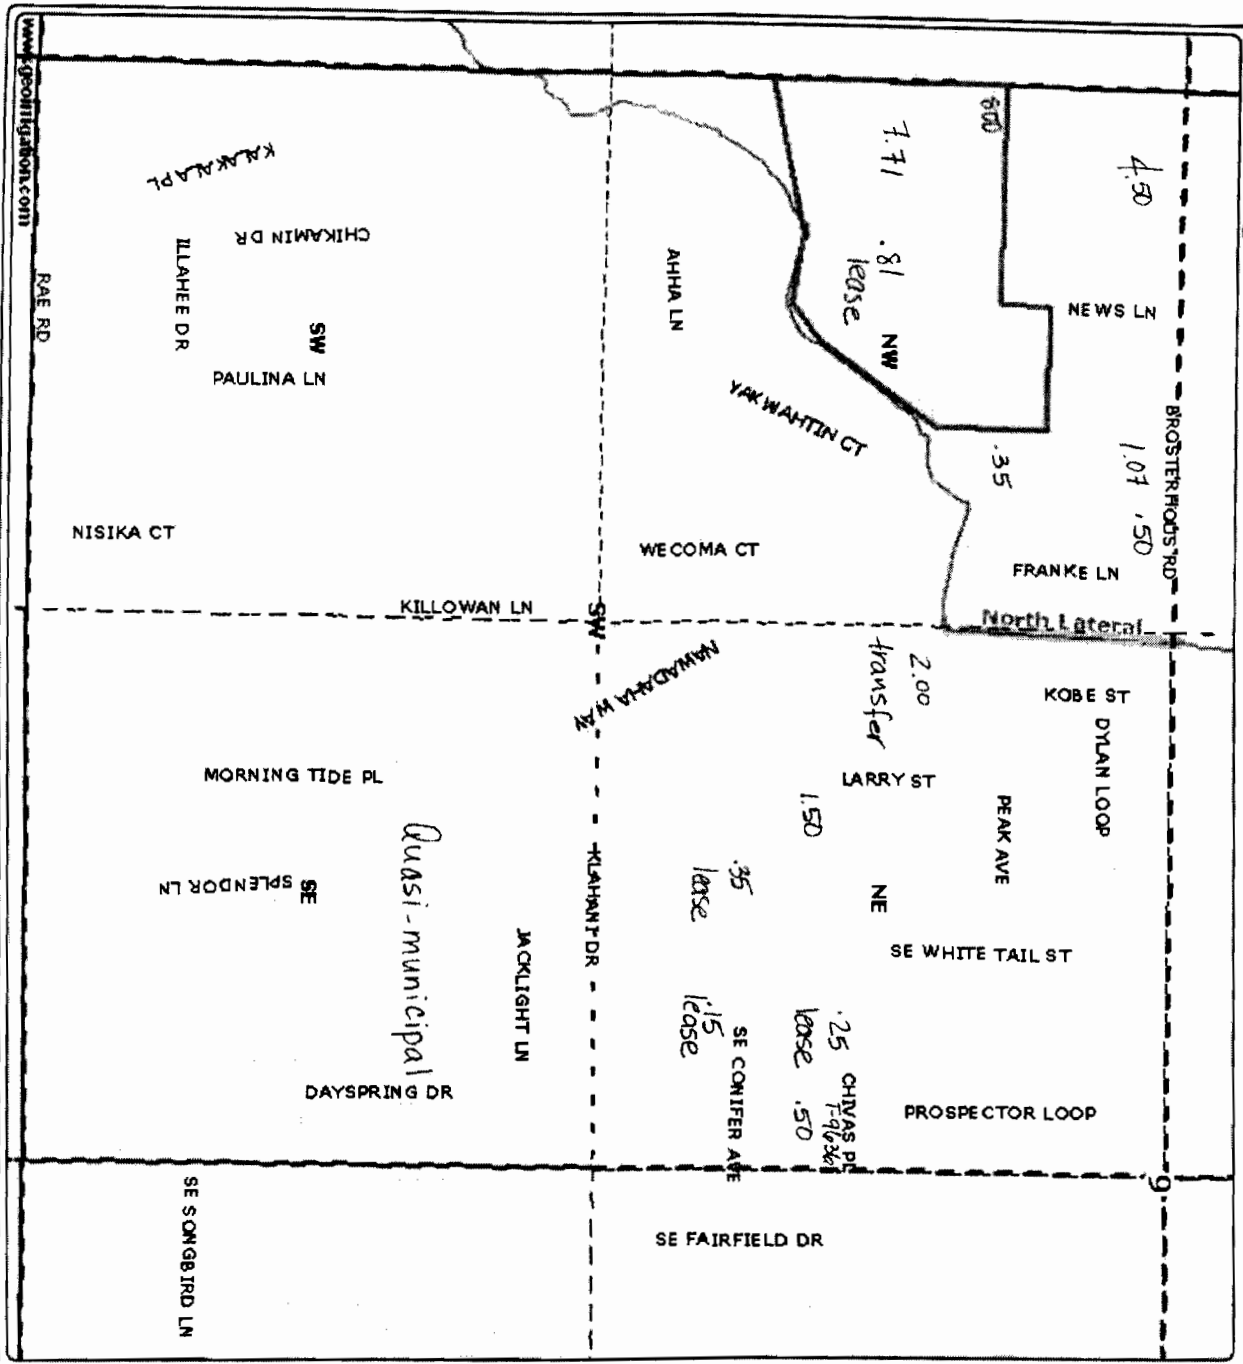 www.geoirrigation.com
800
7.71
4.50
KALAKALA PL
CHIKAMIN DR
ILLAHEE DR
AHHA LN
.81
lease
NEWS LN
RAE RD
SW
NW
PAULINA LN
YAKWAHTIN CT
BROSTERHOUS RD
.35
1.07 .50
NISIKA CT
WECOMA CT
FRANKE LN
KILLOWAN LN
SW
North Lateral
NAWADAHA WAY
2.00
transfer
KOBE ST
DYLAN LOOP
MORNING TIDE PL
LARRY ST
1.50
PEAK AVE
Quasi-municipal
KLAHANI DR
.35
lease
SPLENDOR LN
SE
NE
JACKLIGHT LN
SE WHITE TAIL ST
.15
lease
SE CONIFER AVE
.25
lease .50
CHIVAS PL
T-9636
DAYSPRING DR
PROSPECTOR LOOP
9
SE SONGBIRD LN
SE FAIRFIELD DR